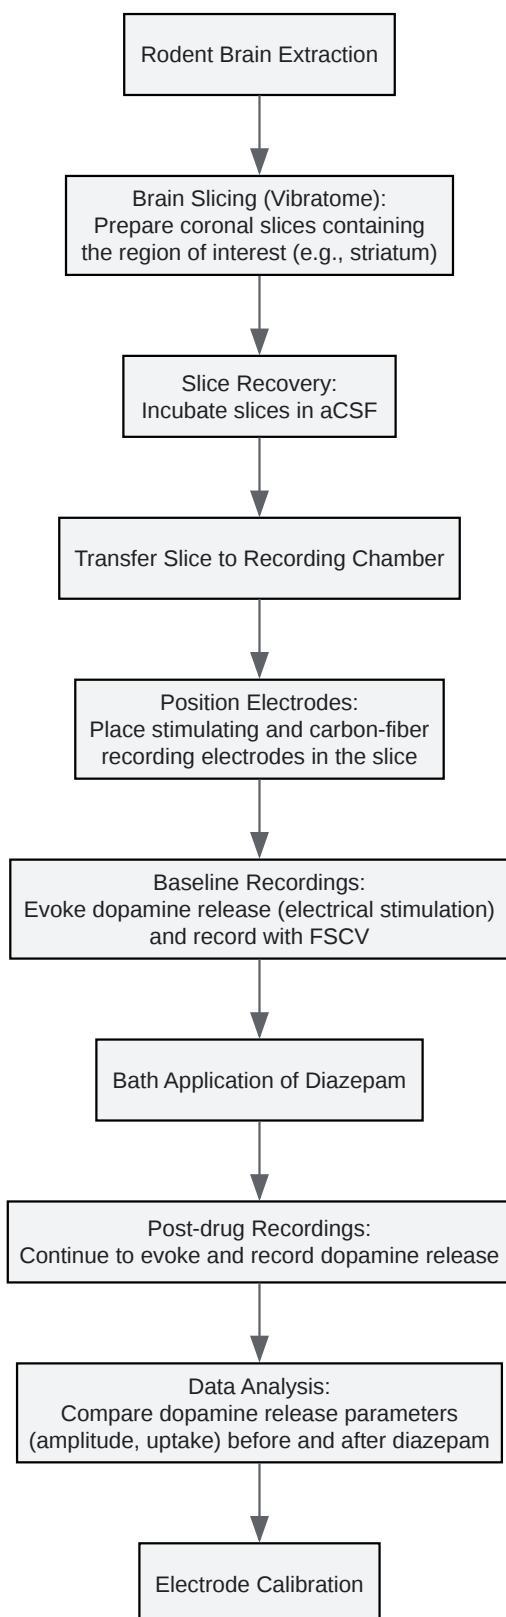 Rodent Brain Extraction
Brain Slicing (Vibratome):
Prepare coronal slices containing
the region of interest (e.g., striatum)
Slice Recovery:
Incubate slices in aCSF
Transfer Slice to Recording Chamber
Position Electrodes:
Place stimulating and carbon-fiber
recording electrodes in the slice
Baseline Recordings:
Evoke dopamine release (electrical stimulation)
and record with FSCV
Bath Application of Diazepam
Post-drug Recordings:
Continue to evoke and record dopamine release
Data Analysis:
Compare dopamine release parameters
(amplitude, uptake) before and after diazepam
Electrode Calibration